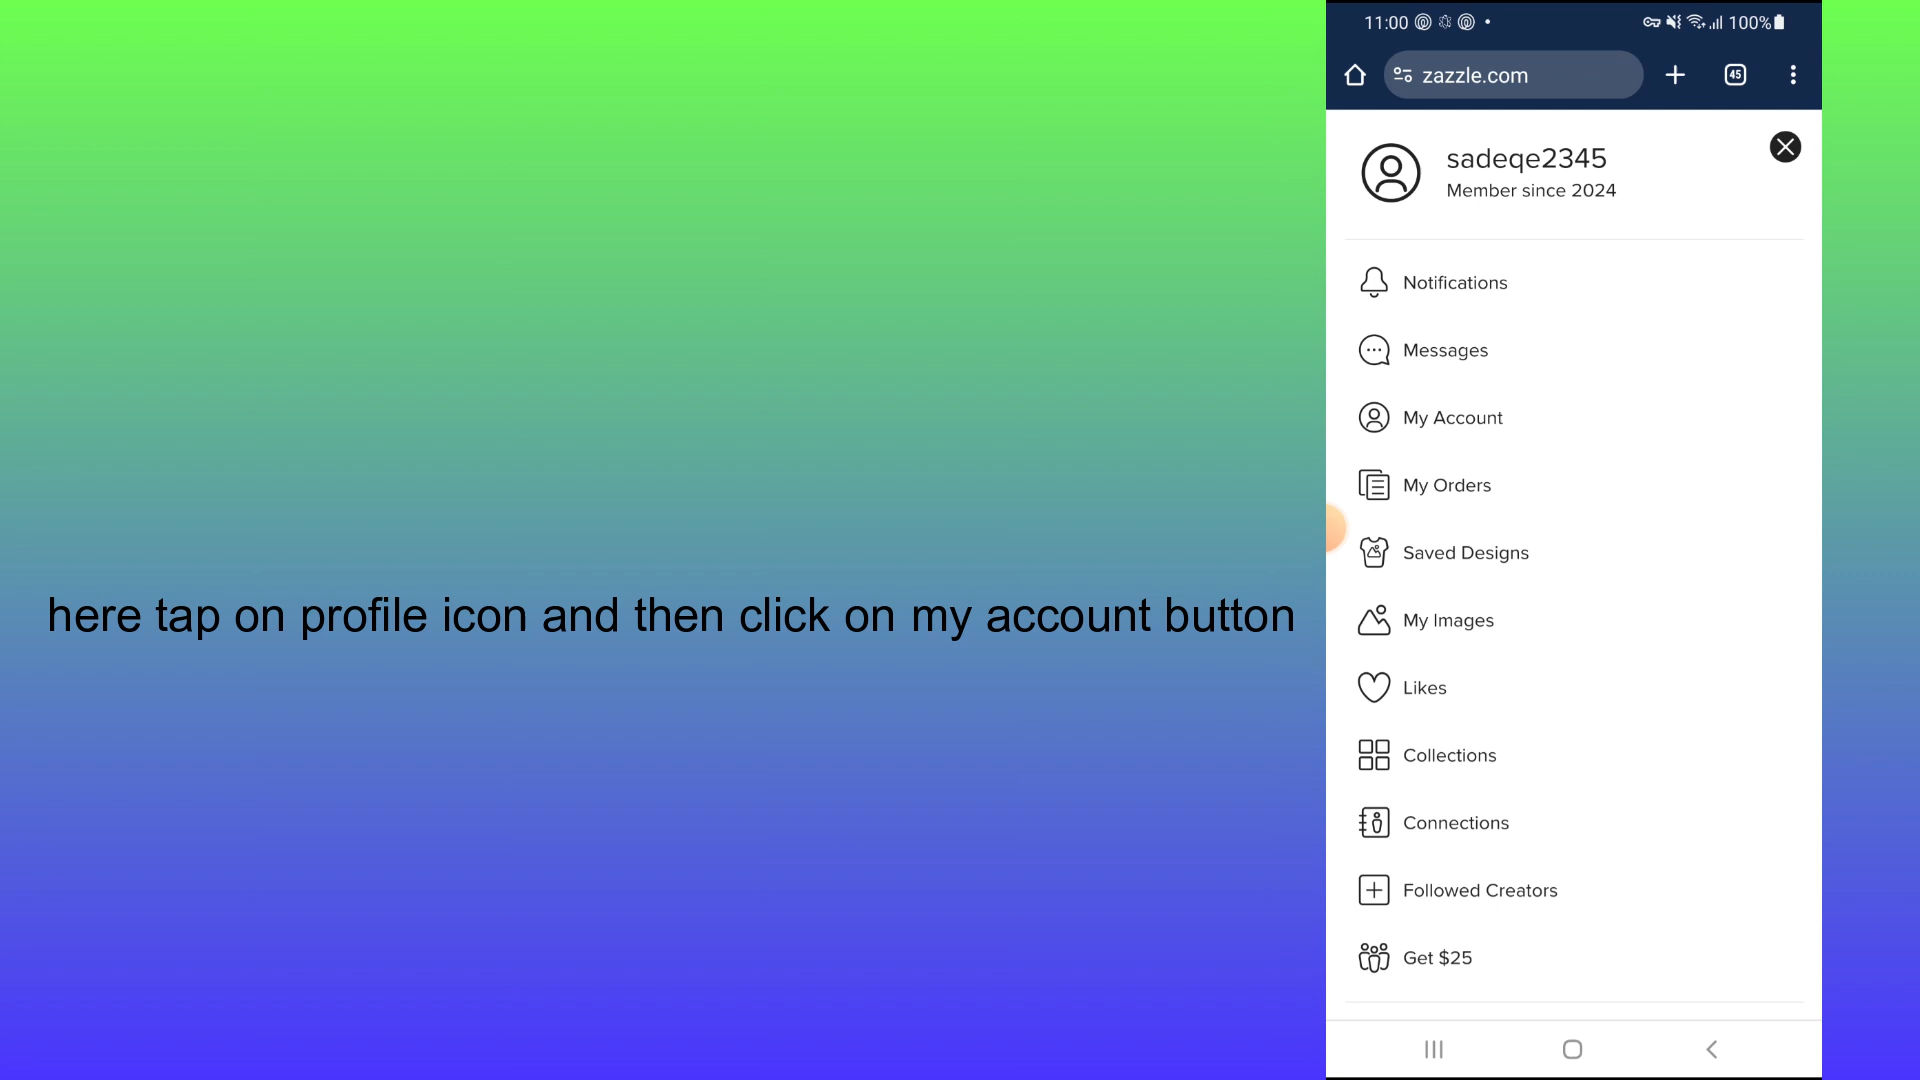 11:00
100%
zazzle.com
45
sadeqe2345
Member since 2024
Notifications
Messages
My Account
My Orders
Saved Designs
here tap on profile icon and then click on my account button
My Images
Likes
Collections
Connections
Followed Creators
Get $25